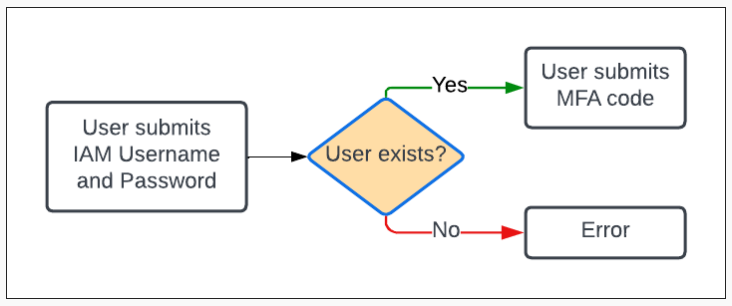 User submits
IAM Username
and Password
User exists?
Yes
User submits
MFA code
No
Error